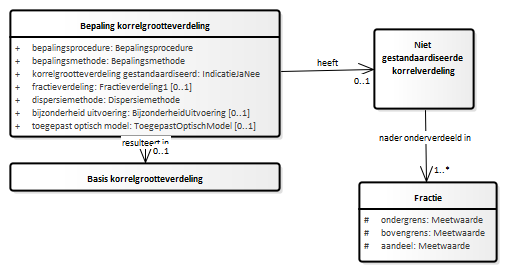 Bepaling korrelgrootteverdeling
+ bepalingsprocedure: Bepalingsprocedure
+ bepalingsmethode: Bepalingsmethode
+ korrelgrootteverdeling gestandaardiseerd: IndicatieJaNee
+ fractieverdeling: Fractieverdeling1 [0..1]
+ dispersiemethode: Dispersiemethode
+ bijzonderheid uitvoering: BijzonderheidUitvoering [0..1]
+ toegepast optisch model: ToegepastOptischModel [0..1]
heeft
0..1
Niet
gestandaardiseerde
korrelverdeling
resulteert in
0..1
Basis korrelgrootteverdeling
nader onderverdeeld in
1..*
Fractie
# ondergrens: Meetwaarde
# bovengrens: Meetwaarde
# aandeel: Meetwaarde